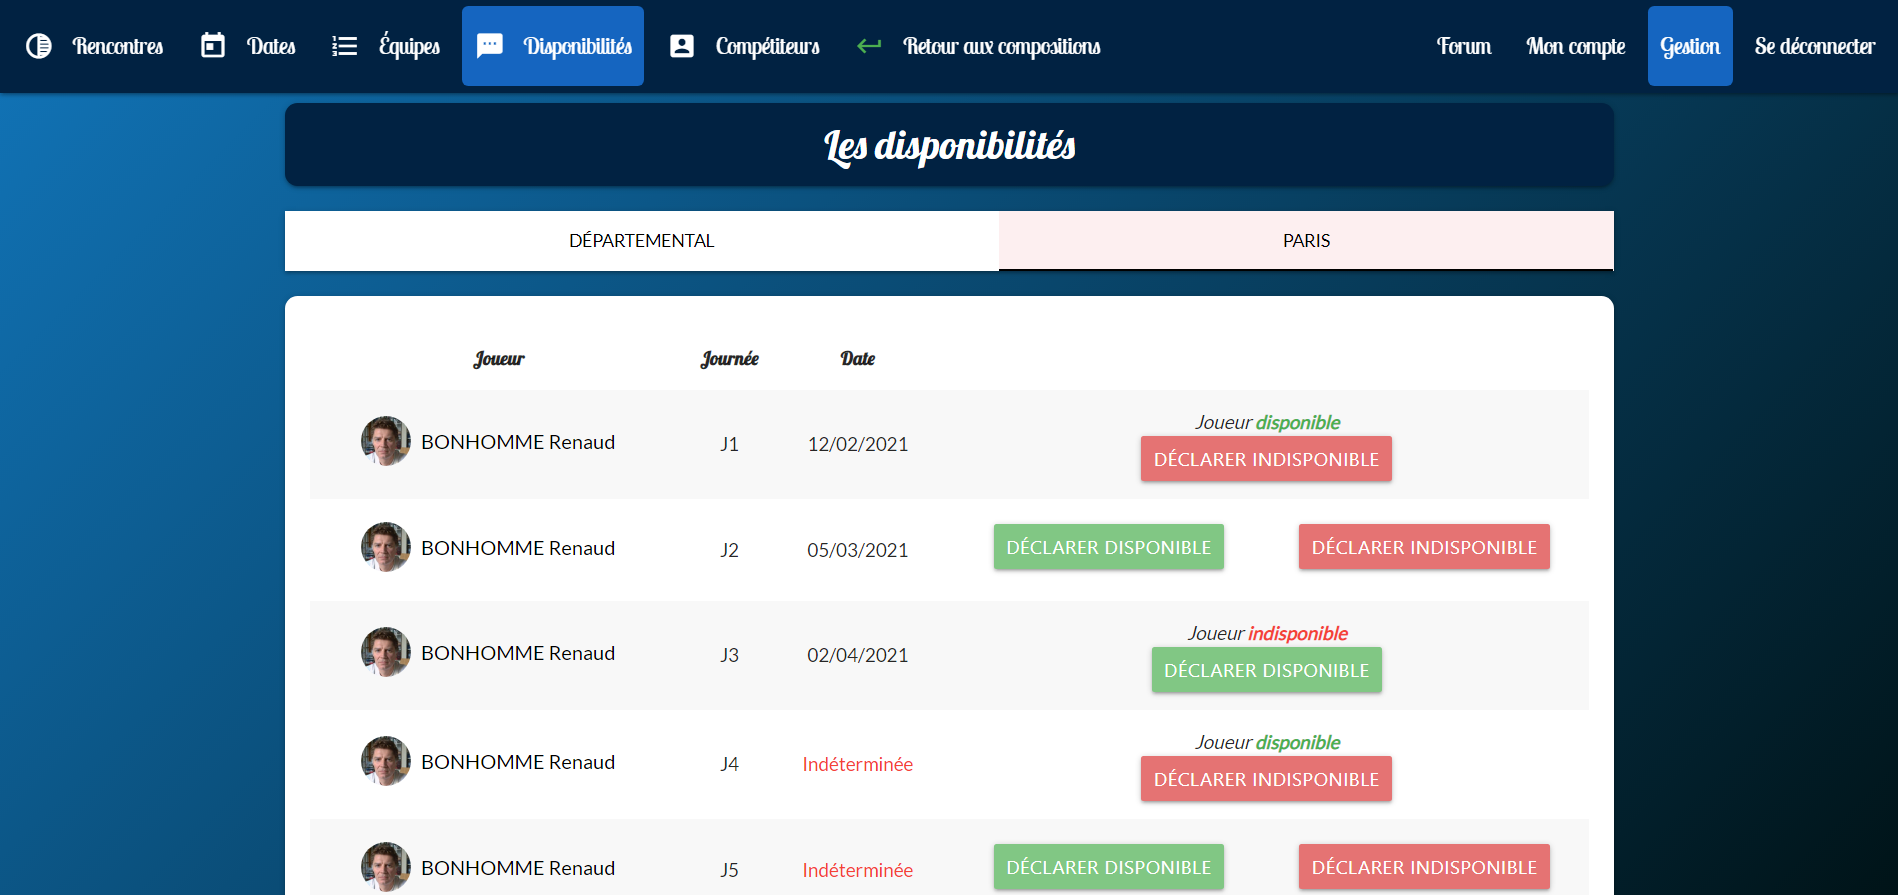 Rencontres Dates Équipes Disponibilités Compétiteurs Retour aux compositions Forum Mon compte Gestion Se déconnecter
Les disponibilités
DÉPARTEMENTAL PARIS
Joueur Journée Date
Joueur disponible
BONHOMME Renaud J1 12/02/2021
DÉCLARER INDISPONIBLE
BONHOMME Renaud J2 05/03/2021 DÉCLARER DISPONIBLE DÉCLARER INDISPONIBLE
Joueur indisponible
BONHOMME Renaud J3 02/04/2021
DÉCLARER DISPONIBLE
Joueur disponible
BONHOMME Renaud J4 Indéterminée
DÉCLARER INDISPONIBLE
BONHOMME Renaud J5 Indéterminée DÉCLARER DISPONIBLE DÉCLARER INDISPONIBLE